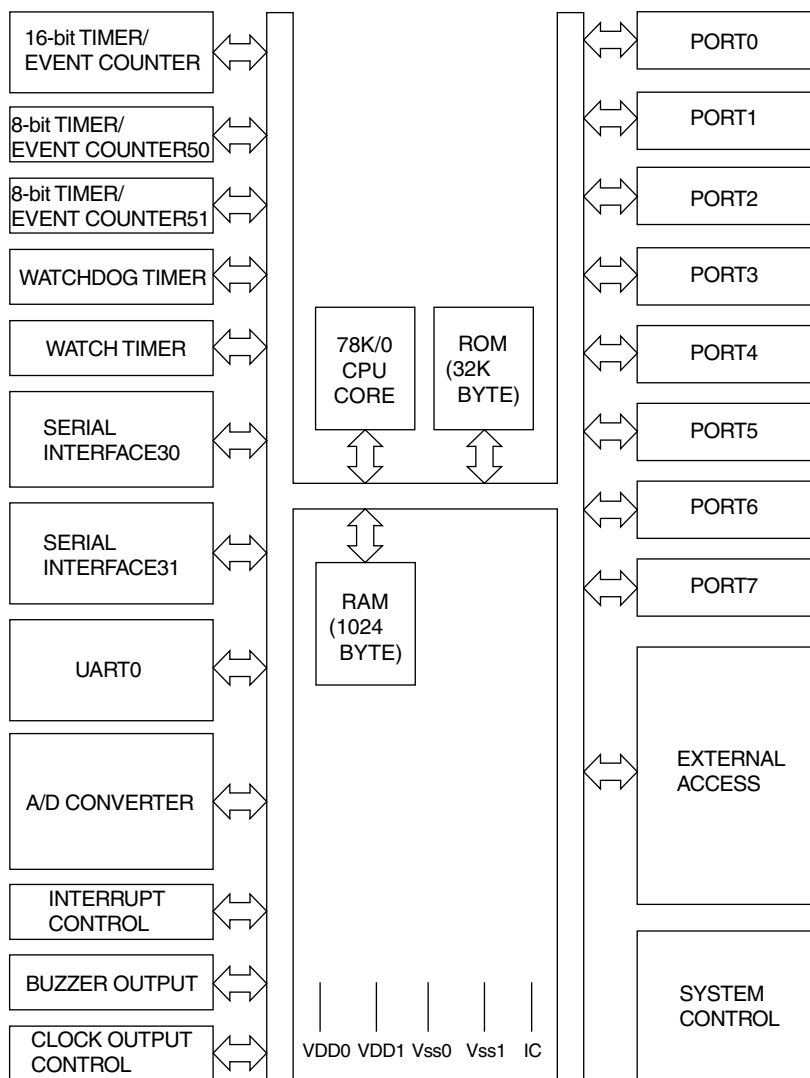 16-bit TIMER/
EVENT COUNTER
8-bit TIMER/
EVENT COUNTER50
8-bit TIMER/
EVENT COUNTER51
WATCHDOG TIMER
WATCH TIMER
SERIAL
INTERFACE30
SERIAL
INTERFACE31
UART0
A/D CONVERTER
INTERRUPT
CONTROL
BUZZER OUTPUT
CLOCK OUTPUT
CONTROL
78K/0
CPU
CORE
ROM
(32K
BYTE)
RAM
(1024
BYTE)
VDD0 VDD1 Vss0 Vss1 IC
PORT0
PORT1
PORT2
PORT3
PORT4
PORT5
PORT6
PORT7
EXTERNAL
ACCESS
SYSTEM
CONTROL